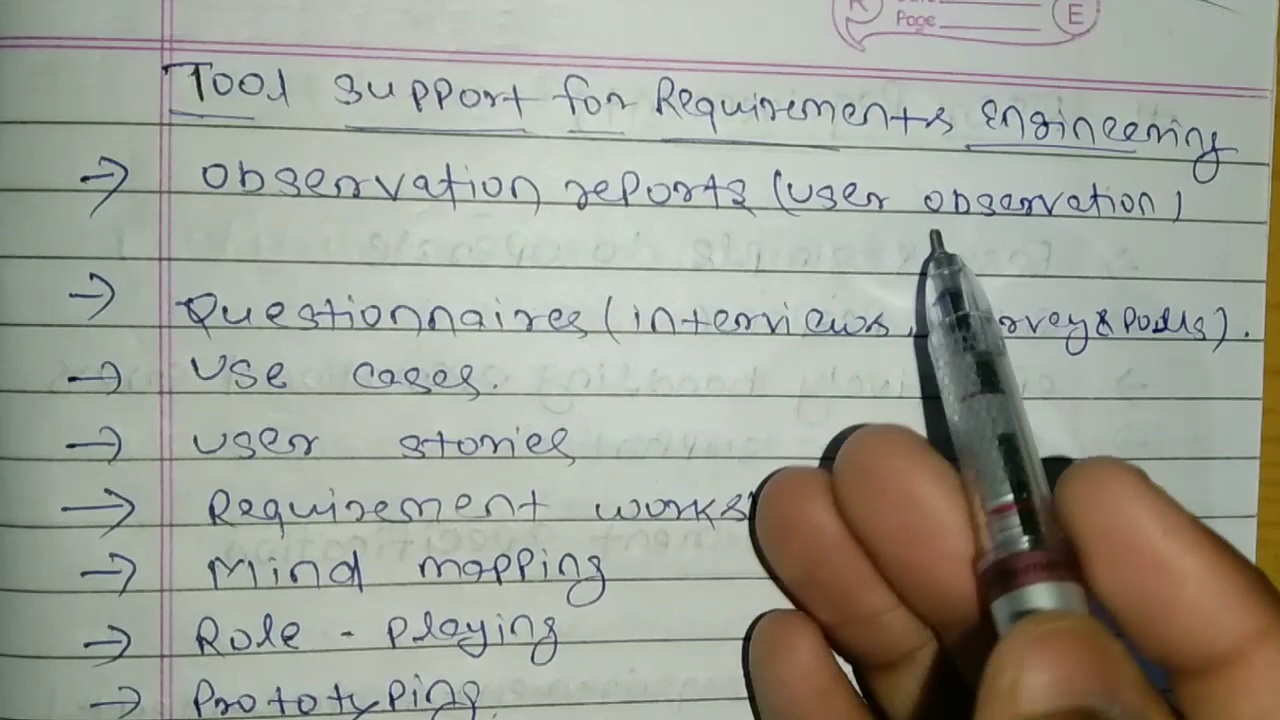 Page
E
Tool support for Requirements Engineering
→ Observation reports (user observation)
→ Questionnaires (interviews, rvey & Polls).
→ Use cases.
→ User stories
→ Requirement works
→ Mind mapping
→ Role - Playing
→ Prototyping